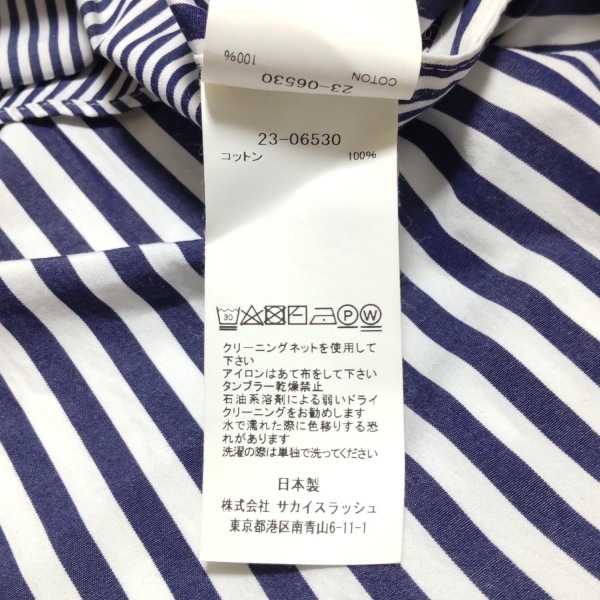 100%
COTON
23-06530
23-06530
コットン 100%
30 P W
クリーニングネットを使用して
下さい
アイロンはあて布をして下さい
タンブラー乾燥禁止
石油系溶剤による弱いドライ
クリーニングをお勧めします
水で濡れた際に色移りする恐
れがあります
洗濯の際は単独で洗ってください
日本製
株式会社 サカイスラッシュ
東京都港区南青山6-11-1